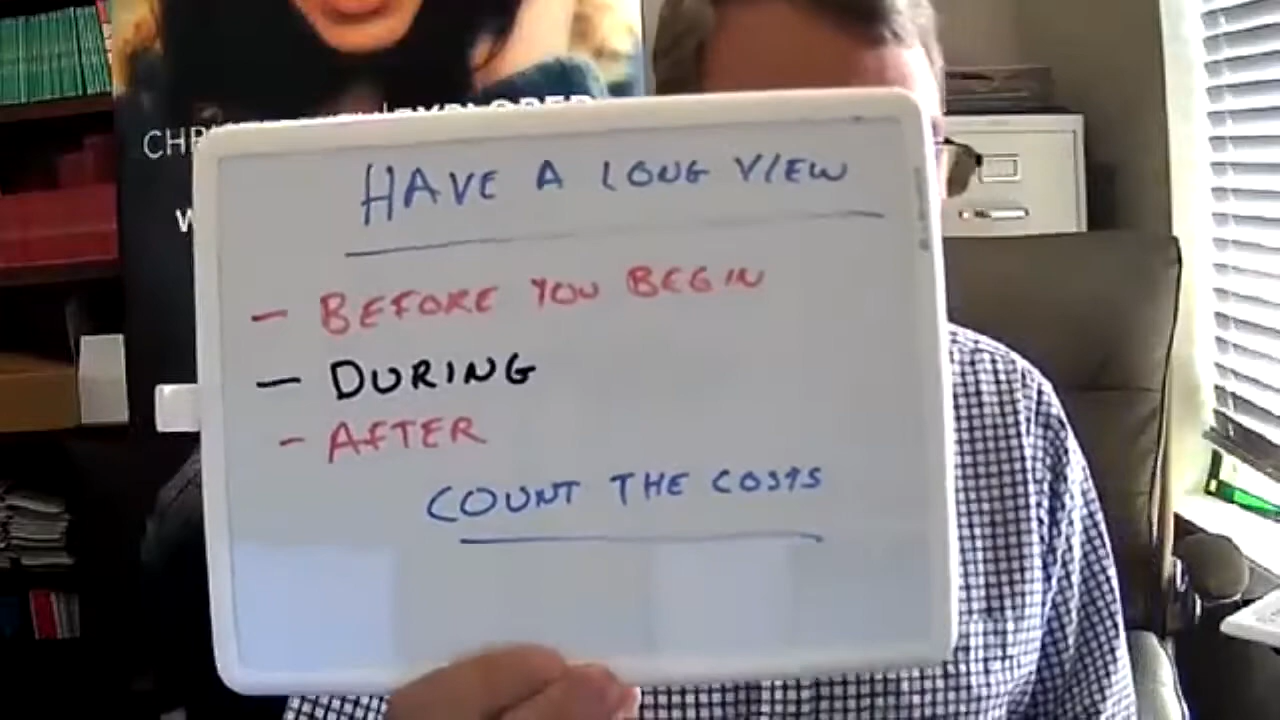 HAVE A LONG VIEW
- BEFORE YOU BEGIN
- DURING
- AFTER
COUNT THE COSTS